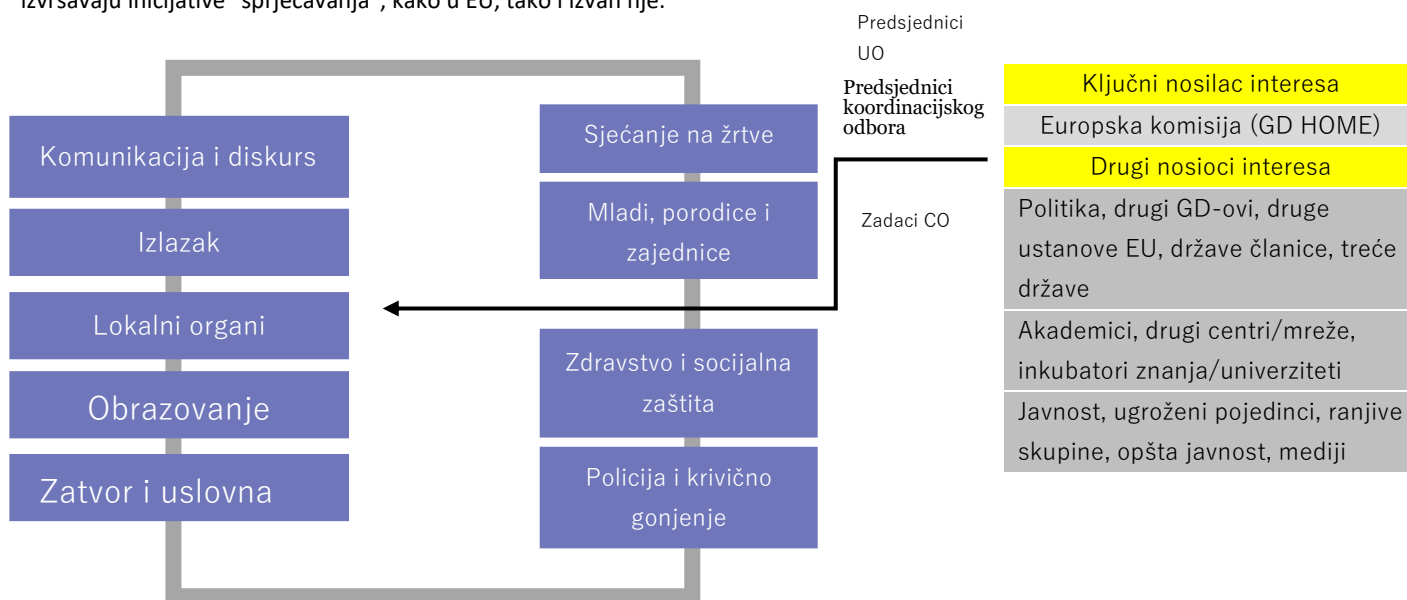 izvršavaju inicijative "sprječavanja", kako u EU, tako i izvan nje.
Predsjednici
UO
Predsjednici
koordinacijskog
odbora
Zadaci CO
Komunikacija i diskurs
Izlazak
Lokalni organi
Obrazovanje
Zatvor i uslovna
Sjećanje na žrtve
Mladi, porodice i
zajednice
Zdravstvo i socijalna
zaštita
Policija i krivično
gonjenje
Ključni nosilac interesa
Europska komisija (GD HOME)
Drugi nosioci interesa
Politika, drugi GD-ovi, druge
ustanove EU, države članice, treće
države
Akademici, drugi centri/mreže,
inkubatori znanja/univerziteti
Javnost, ugroženi pojedinci, ranjive
skupine, opšta javnost, mediji